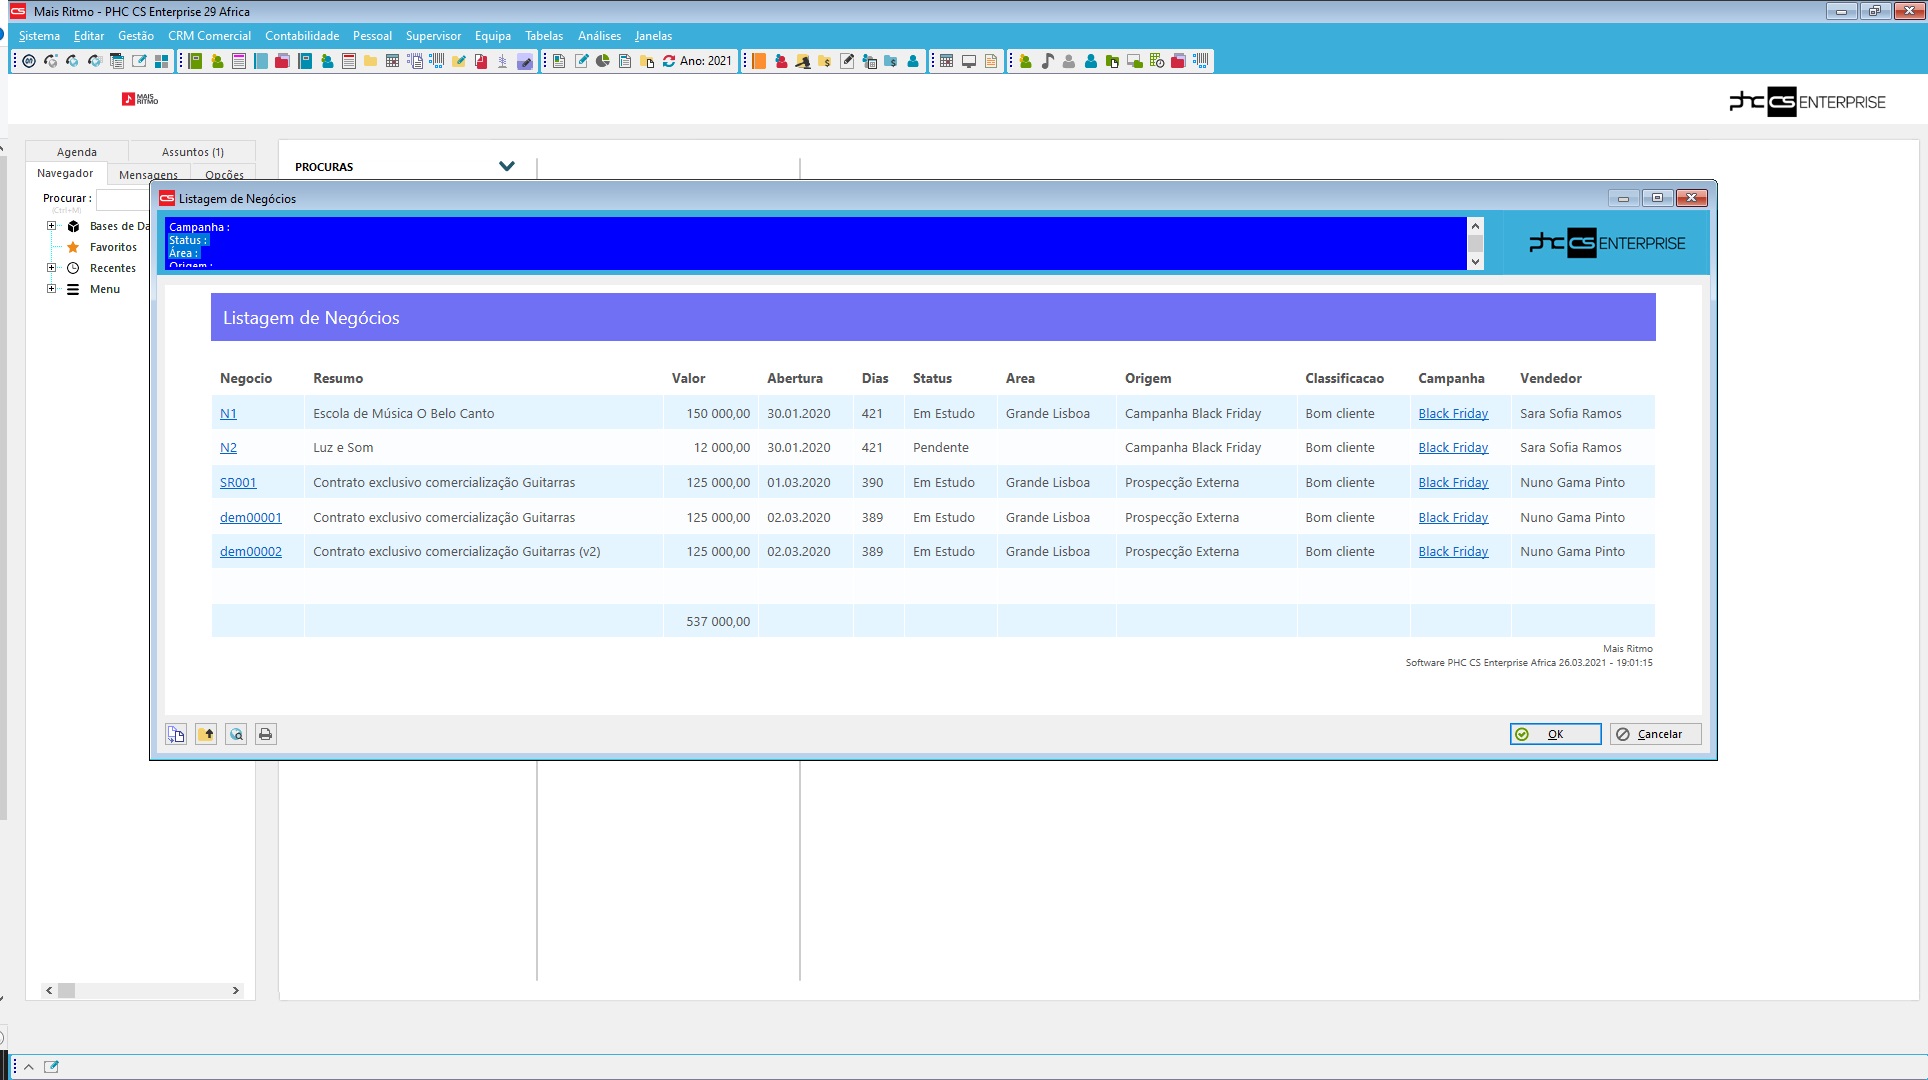 Mais Ritmo - PHC CS Enterprise 29 Africa
Sistema Editar Gestão CRM Comercial Contabilidade Pessoal Supervisor Equipa Tabelas Análises Janelas
Ano: 2021
MAIS RITMO
phc CS ENTERPRISE
Agenda Assuntos (1)
Navegador Mensagens Opções
PROCURAS
Procurar :
(Ctrl+M)
Bases de Da
Favoritos
Recentes
Menu
CS Listagem de Negócios
Campanha :
Status :
Área :
Origem :
phc CS ENTERPRISE
Listagem de Negócios
Negocio Resumo Valor Abertura Dias Status Area Origem Classificacao Campanha Vendedor
N1 Escola de Música O Belo Canto 150 000,00 30.01.2020 421 Em Estudo Grande Lisboa Campanha Black Friday Bom cliente Black Friday Sara Sofia Ramos
N2 Luz e Som 12 000,00 30.01.2020 421 Pendente Campanha Black Friday Bom cliente Black Friday Sara Sofia Ramos
SR001 Contrato exclusivo comercialização Guitarras 125 000,00 01.03.2020 390 Em Estudo Grande Lisboa Prospecção Externa Bom cliente Black Friday Nuno Gama Pinto
dem00001 Contrato exclusivo comercialização Guitarras 125 000,00 02.03.2020 389 Em Estudo Grande Lisboa Prospecção Externa Bom cliente Black Friday Nuno Gama Pinto
dem00002 Contrato exclusivo comercialização Guitarras (v2) 125 000,00 02.03.2020 389 Em Estudo Grande Lisboa Prospecção Externa Bom cliente Black Friday Nuno Gama Pinto
537 000,00
Mais Ritmo
Software PHC CS Enterprise Africa 26.03.2021 - 19:01:15
OK Cancelar